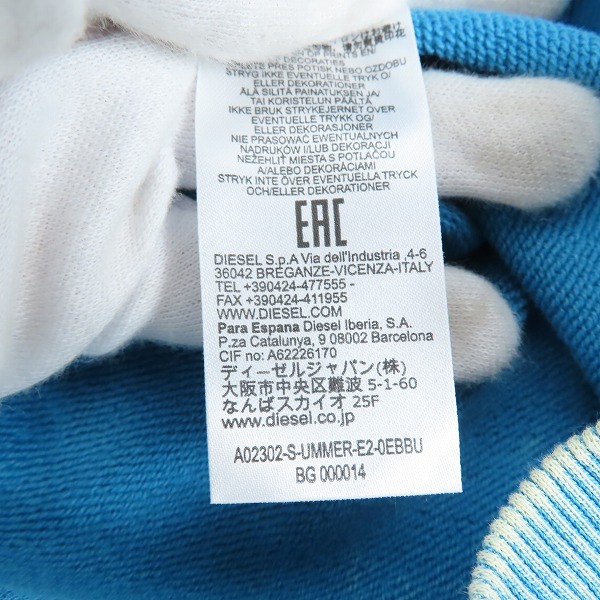 DECORATIES
STRYG IKKE EVENTUELLE TRYK O/
ELLER DEKORATIONER
ÄLÄ SILITÄ PAINATUKSEN JA/
TAI KORISTELUN PÄÄLTÄ
IKKE BRUK STRYKEJERNET OVER
EVENTUELLE TRYKK OG/
ELLER DEKORASJONER
NIE PRASOWAĆ EWENTUALNYCH
NADRUKÓW I/LUB DEKORACJI
NEŽEHLIT MIESTA S POTLAČOU
A/ALEBO DEKORÁCIAMI
STRYK INTE ÖVER EVENTUELLA TRYCK
OCH/ELLER DEKORATIONER
EAC
DIESEL S.p.A Via dell'Industria ,4-6
36042 BREGANZE-VICENZA-ITALY
TEL +390424-477555 -
FAX +390424-411955
WWW.DIESEL.COM
Para Espana Diesel Iberia, S.A.
P.za Catalunya, 9 08002 Barcelona
CIF no: A62226170
ディーゼルジャパン(株)
大阪市中央区難波 5-1-60
なんばスカイオ 25F
www.diesel.co.jp
A02302-S-UMMER-E2-0EBBU
BG 000014